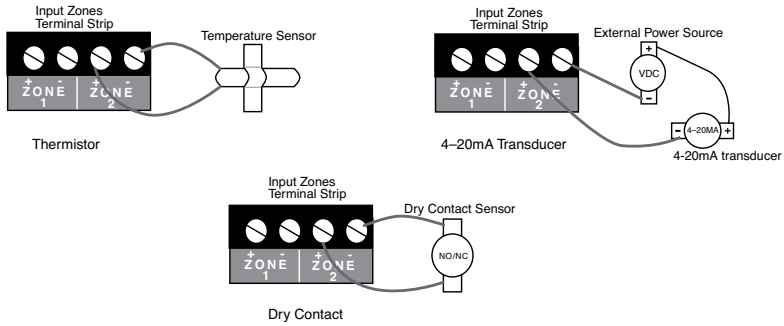 Input Zones
Terminal Strip
Temperature Sensor
+ - + -
ZONE ZONE
1 2
Thermistor
Input Zones
Terminal Strip
External Power Source
+
VDC
-
+ - + -
ZONE ZONE
1 2
- 4–20MA +
4–20mA Transducer
4-20mA transducer
Input Zones
Terminal Strip
Dry Contact Sensor
NO/NC
+ - + -
ZONE ZONE
1 2
Dry Contact